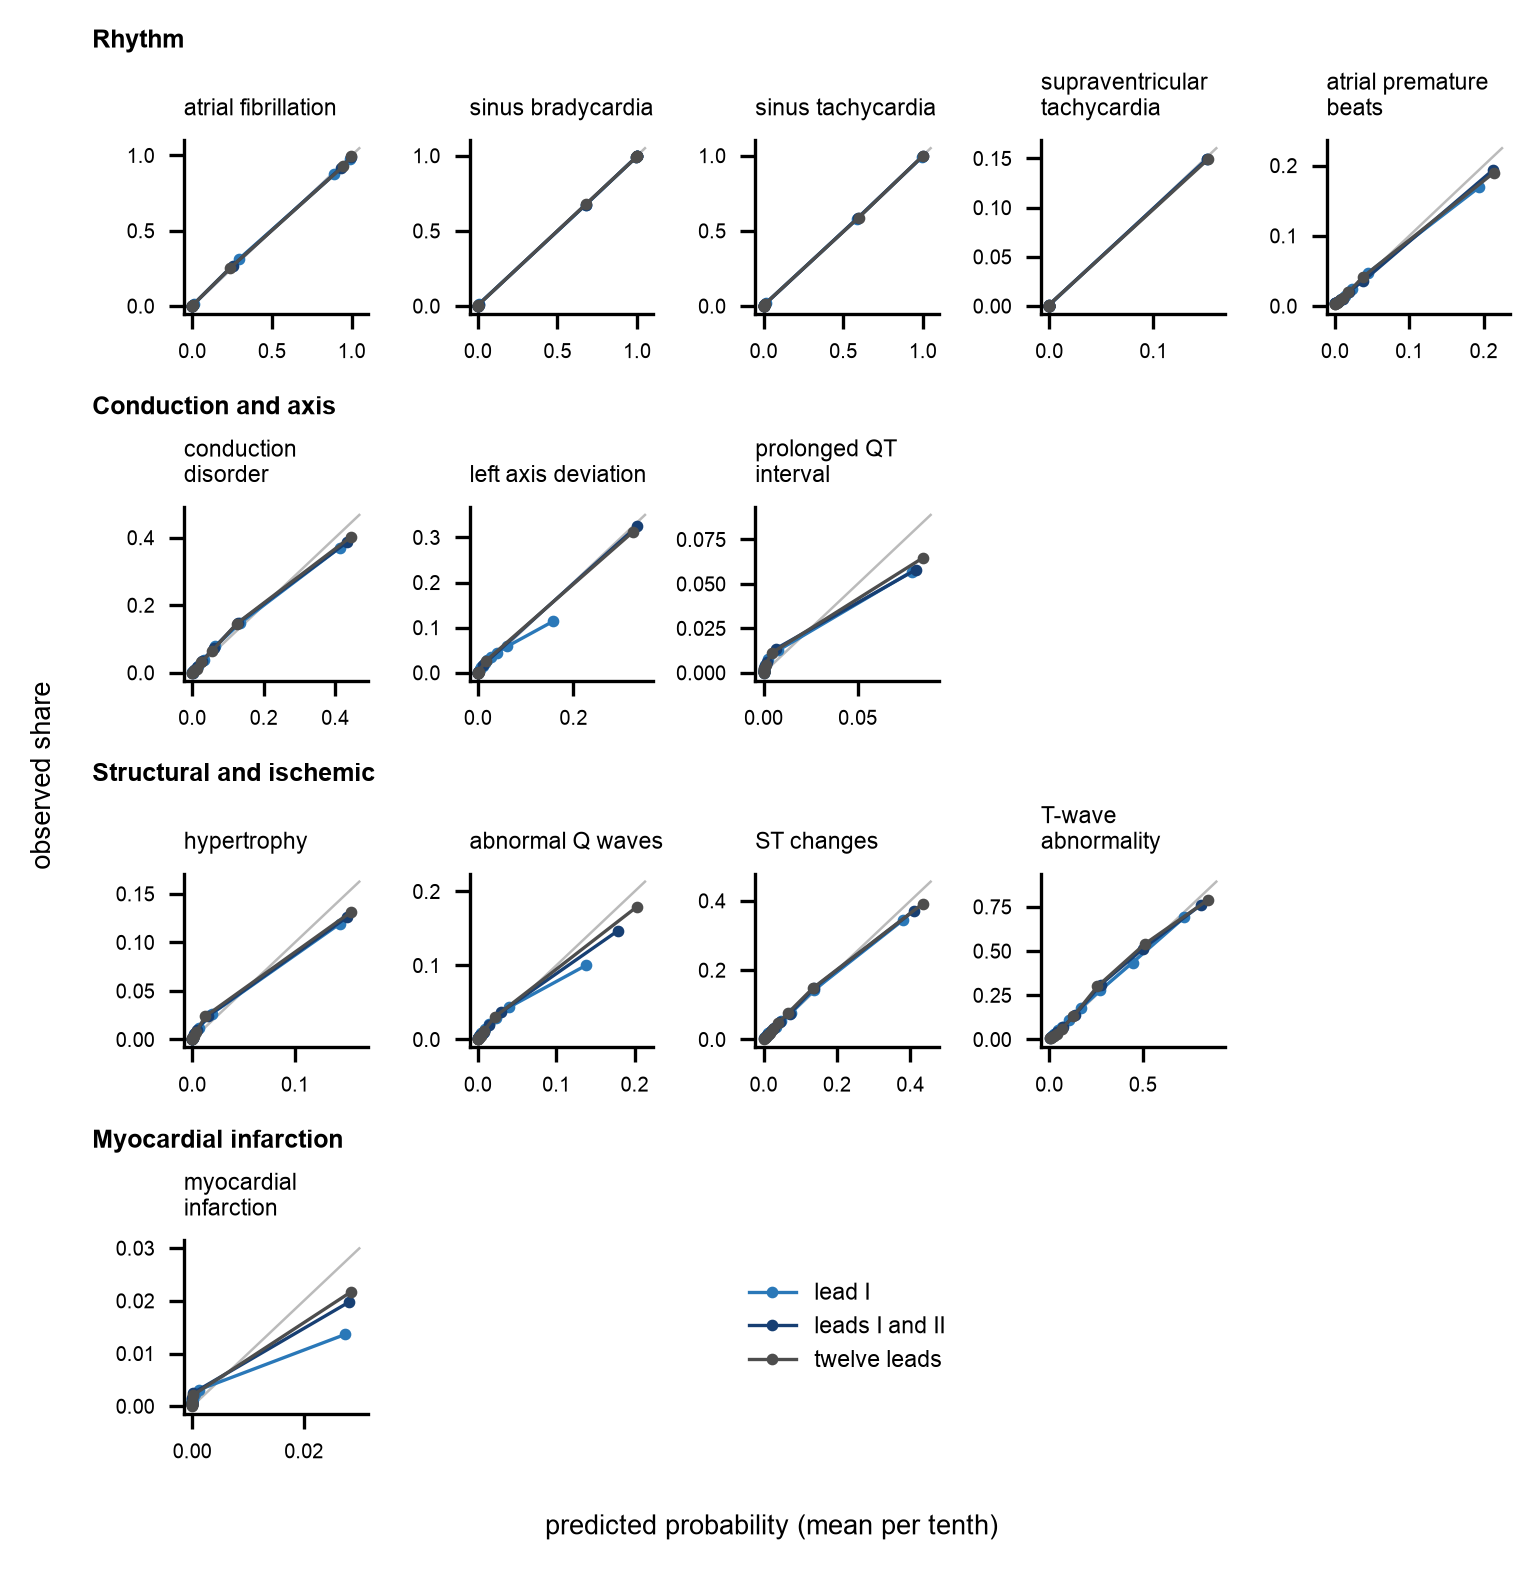 Rhythm
atrial fibrillation
sinus bradycardia
sinus tachycardia
supraventricular
tachycardia
atrial premature
beats
1.0
0.5
0.0
0.0 0.5 1.0
1.0
0.5
0.0
0.0 0.5 1.0
1.0
0.5
0.0
0.0 0.5 1.0
0.15
0.10
0.05
0.00
0.0 0.1
0.2
0.1
0.0
0.0 0.1 0.2
Conduction and axis
conduction
disorder
left axis deviation
prolonged QT
interval
0.4
0.2
0.0
0.0 0.2 0.4
0.3
0.2
0.1
0.0
0.0 0.2
0.075
0.050
0.025
0.000
0.00 0.05
observed share
Structural and ischemic
hypertrophy
abnormal Q waves
ST changes
T-wave
abnormality
0.15
0.10
0.05
0.00
0.0 0.1
0.2
0.1
0.0
0.0 0.1 0.2
0.4
0.2
0.0
0.0 0.2 0.4
0.75
0.50
0.25
0.00
0.0 0.5
Myocardial infarction
myocardial
infarction
0.03
0.02
0.01
0.00
0.00 0.02
lead I
leads I and II
twelve leads
predicted probability (mean per tenth)